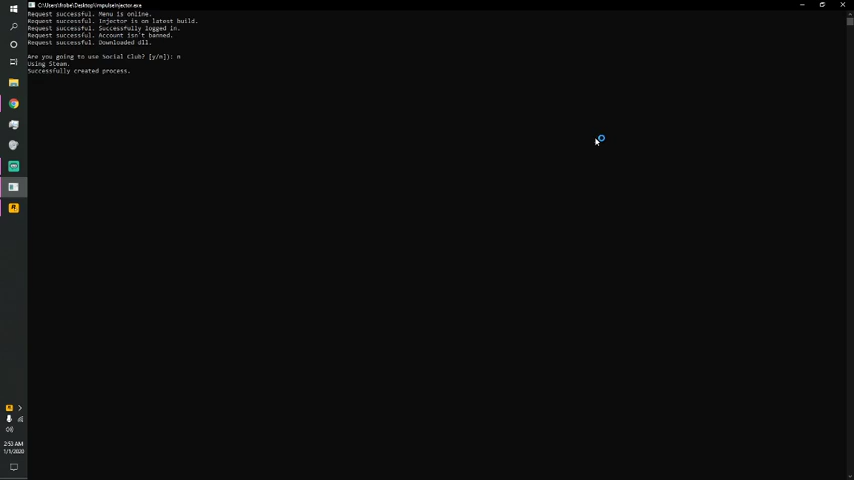 C:\Users\frobe\Desktop\ImpulseInjector.exe
Request successful. Menu is online.
Request successful. Injector is on latest build.
Request successful. Successfully logged in.
Request successful. Account isn't banned.
Request successful. Downloaded dll.
Are you going to use Social Club? [y/n]: n
Using Steam.
Successfully created process.
2:53 AM
1/1/2020